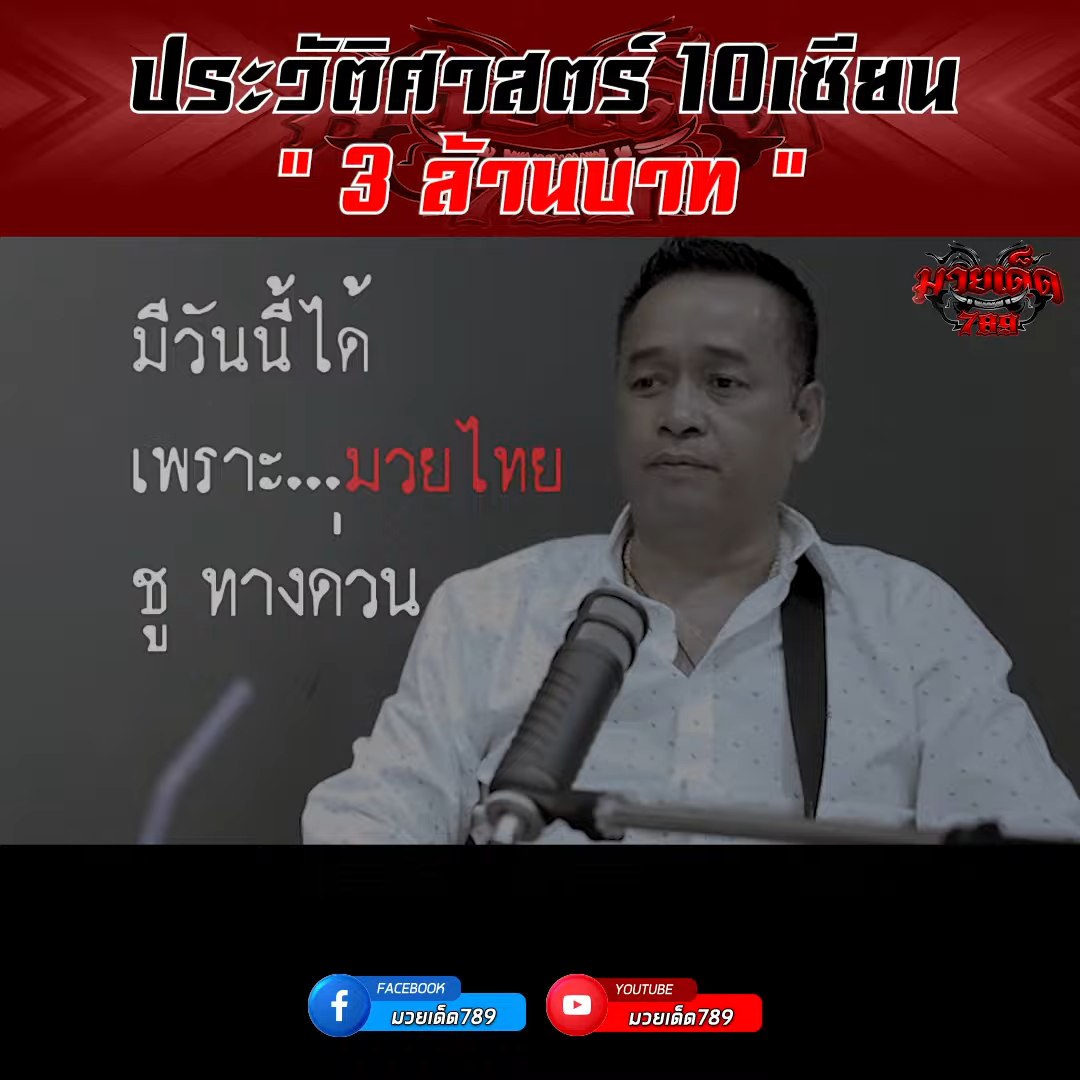 ประวัติศาสตร์ 10เซียน
" 3 ล้านบาท "
มวยเด็ด
789
มีวันนี้ได้
เพราะ...มวยไทย
ชู ทางด่วน
FACEBOOK
มวยเด็ด789
YOUTUBE
มวยเด็ด789